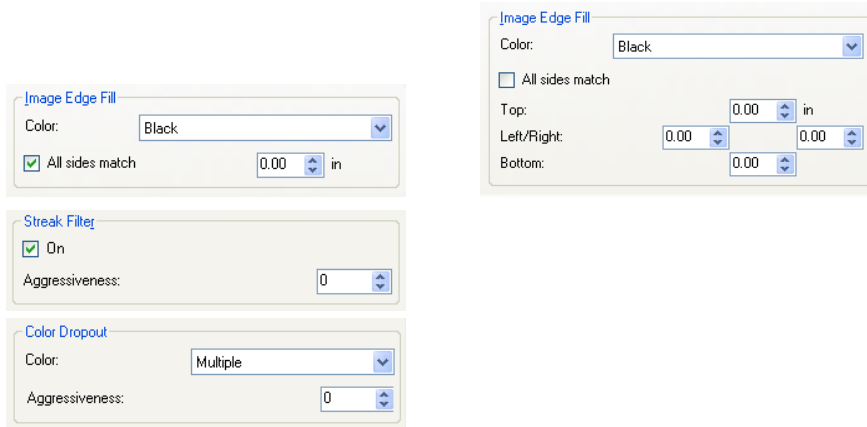 Image Edge Fill
Color: Black
All sides match 0.00 in
Streak Filter
On
Aggressiveness: 0
Color Dropout
Color: Multiple
Aggressiveness: 0
Image Edge Fill
Color: Black
All sides match
Top: 0.00 in
Left/Right: 0.00 0.00
Bottom: 0.00